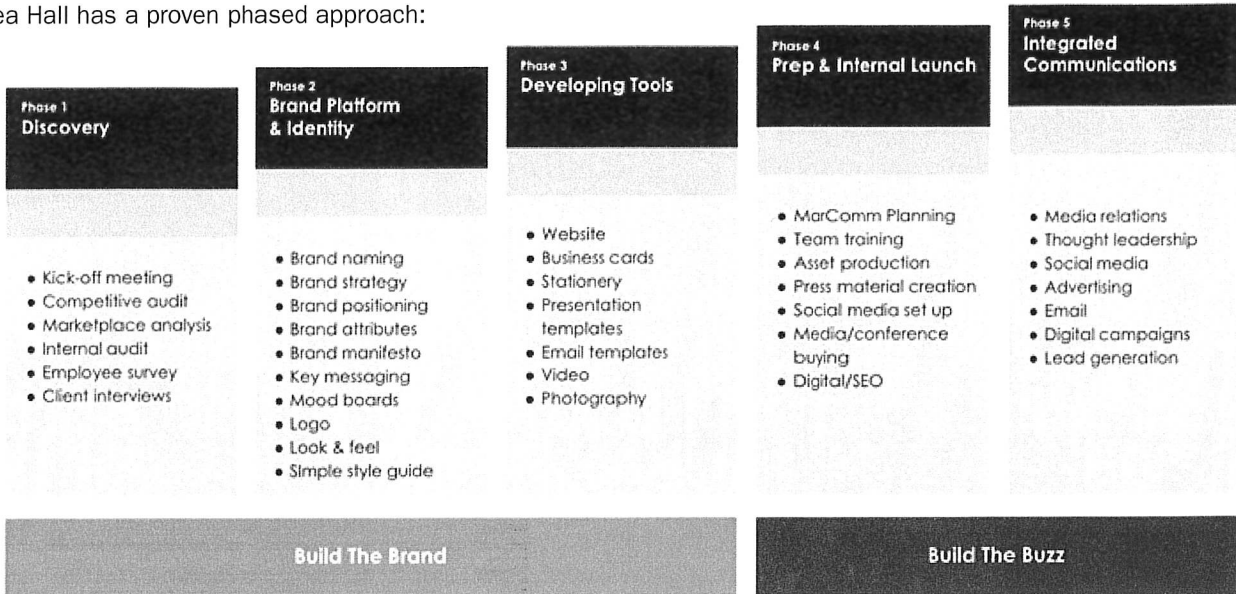 ea Hall has a proven phased approach:
Phase 1
Discovery
• Kick-off meeting
• Competitive audit
• Marketplace analysis
• Internal audit
• Employee survey
• Client interviews
Phase 2
Brand Platform
& Identity
• Brand naming
• Brand strategy
• Brand positioning
• Brand attributes
• Brand manifesto
• Key messaging
• Mood boards
• Logo
• Look & feel
• Simple style guide
Phase 3
Developing Tools
• Website
• Business cards
• Stationery
• Presentation
templates
• Email templates
• Video
• Photography
Phase 4
Prep & Internal Launch
• MarComm Planning
• Team training
• Asset production
• Press material creation
• Social media set up
• Media/conference
buying
• Digital/SEO
Phase 5
Integrated
Communications
• Media relations
• Thought leadership
• Social media
• Advertising
• Email
• Digital campaigns
• Lead generation
Build The Brand
Build The Buzz